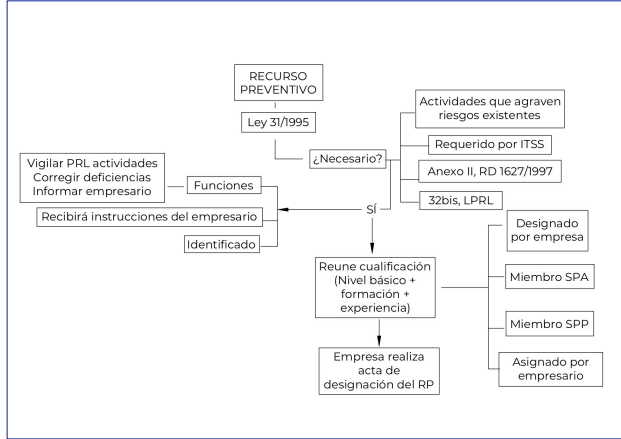 RECURSO
PREVENTIVO
Ley 31/1995
¿Necesario?
Actividades que agraven
riesgos existentes
Requerido por ITSS
Anexo II, RD 1627/1997
32bis, LPRL
SÍ
Funciones
Vigilar PRL actividades
Corregir deficiencias
Informar empresario
Recibirá instrucciones del empresario
Identificado
Reune cualificación
(Nivel básico +
formación +
experiencia)
Designado
por empresa
Miembro SPA
Miembro SPP
Asignado por
empresario
Empresa realiza
acta de
designación del RP